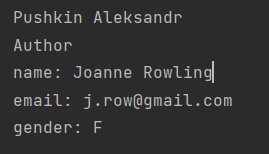 Pushkin Aleksandr
Author
name: Joanne Rowling
email: j.row@gmail.com
gender: F